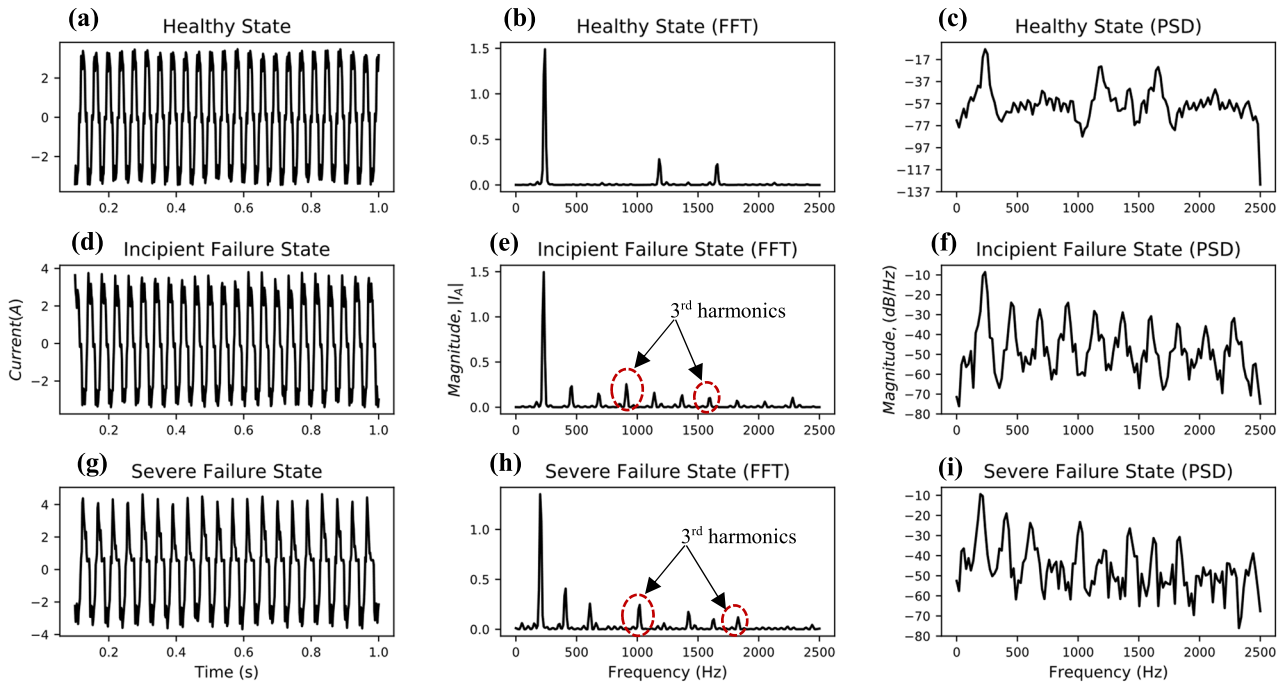 (a)
Healthy State
2
0
−2
0.2 0.4 0.6 0.8 1.0
(b)
Healthy State (FFT)
1.5
1.0
0.5
0.0
0 500 1000 1500 2000 2500
(c)
Healthy State (PSD)
−17
−37
−57
−77
−97
−117
−137
0 500 1000 1500 2000 2500
(d)
Incipient Failure State
Current(A)
4
2
0
−2
0.2 0.4 0.6 0.8 1.0
(e)
Incipient Failure State (FFT)
Magnitude, |I_A|
1.5
1.0
0.5
0.0
3rd harmonics
0 500 1000 1500 2000 2500
(f)
Incipient Failure State (PSD)
Magnitude, (dB/Hz)
−10
−20
−30
−40
−50
−60
−70
−80
0 500 1000 1500 2000 2500
(g)
Severe Failure State
4
2
0
−2
−4
0.2 0.4 0.6 0.8 1.0
Time (s)
(h)
Severe Failure State (FFT)
1.0
0.5
0.0
3rd harmonics
0 500 1000 1500 2000 2500
Frequency (Hz)
(i)
Severe Failure State (PSD)
−10
−20
−30
−40
−50
−60
−70
−80
0 500 1000 1500 2000 2500
Frequency (Hz)